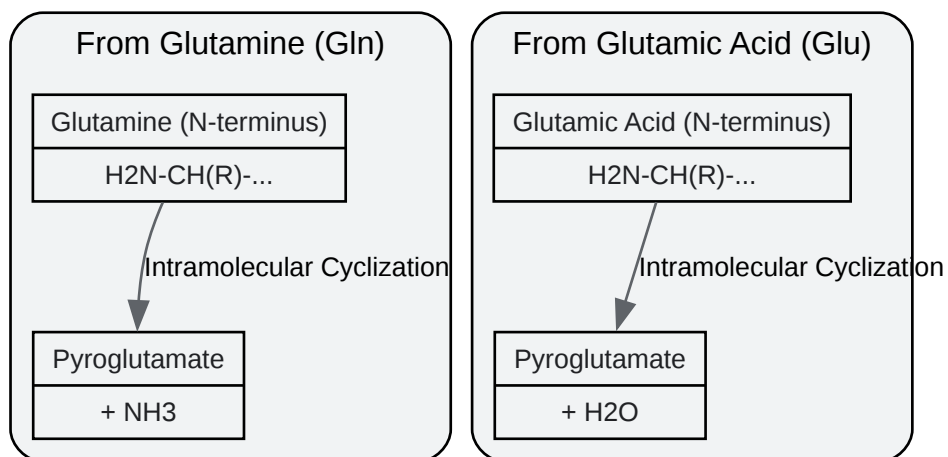 From Glutamine (Gln)
Glutamine (N-terminus)
H2N-CH(R)-...
Intramolecular Cyclization
Pyroglutamate
+ NH3
From Glutamic Acid (Glu)
Glutamic Acid (N-terminus)
H2N-CH(R)-...
Intramolecular Cyclization
Pyroglutamate
+ H2O